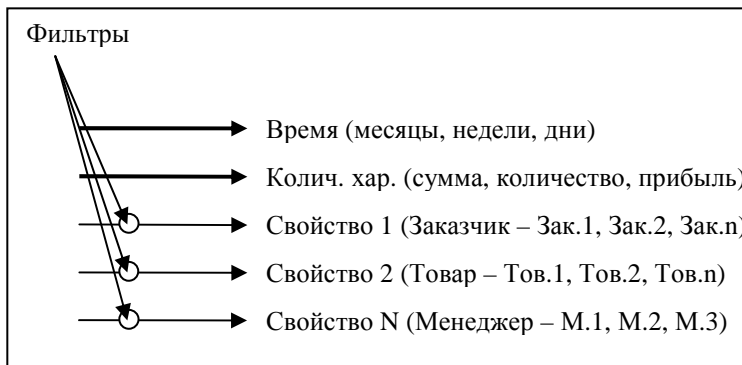 Фильтры
Время (месяцы, недели, дни)
Колич. хар. (сумма, количество, прибыль)
Свойство 1 (Заказчик – Зак.1, Зак.2, Зак.n)
Свойство 2 (Товар – Тов.1, Тов.2, Тов.n)
Свойство N (Менеджер – М.1, М.2, М.3)